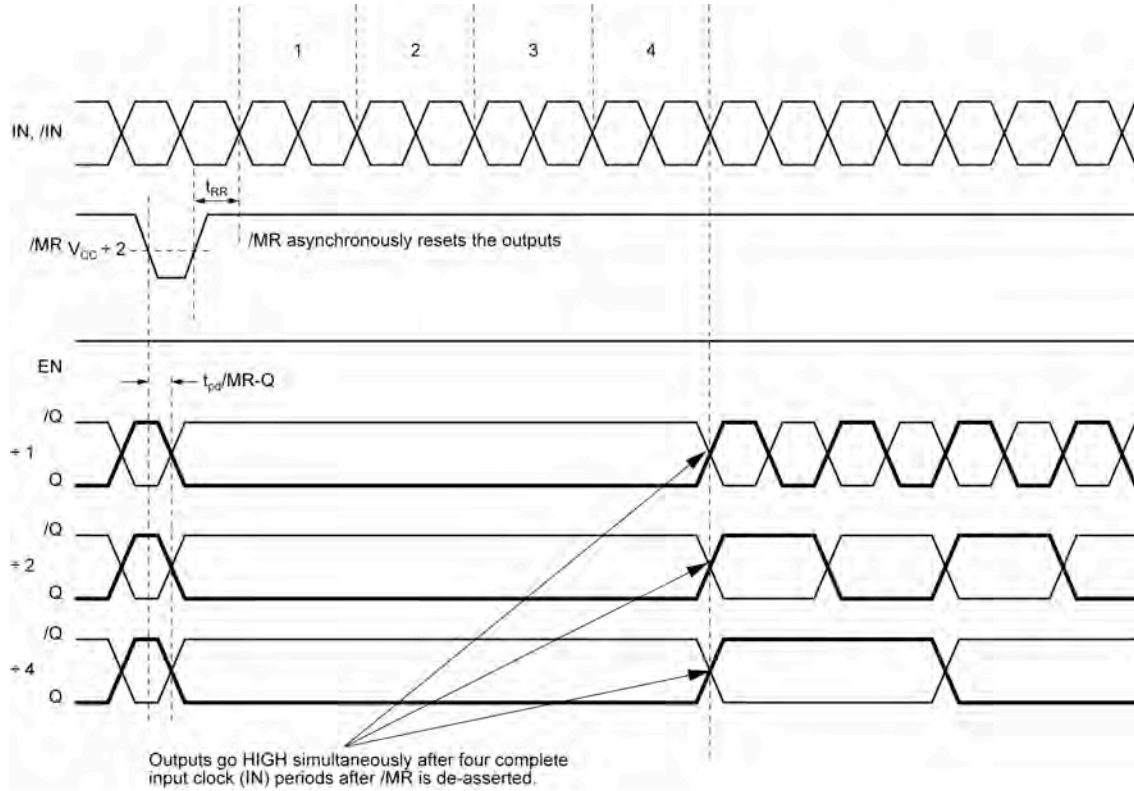 1 2 3 4
IN, /IN
tRR
/MR VCC ÷ 2
/MR asynchronously resets the outputs
EN
tpd/MR-Q
/Q
÷ 1
Q
/Q
÷2
Q
/Q
÷ 4
Q
Outputs go HIGH simultaneously after four complete
input clock (IN) periods after /MR is de-asserted.